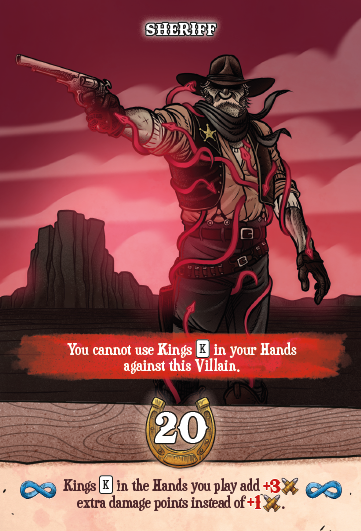 SHERIFF
You cannot use Kings K in your Hands
against this Villain.
20
Kings K in the Hands you play add +3
extra damage points instead of +1.